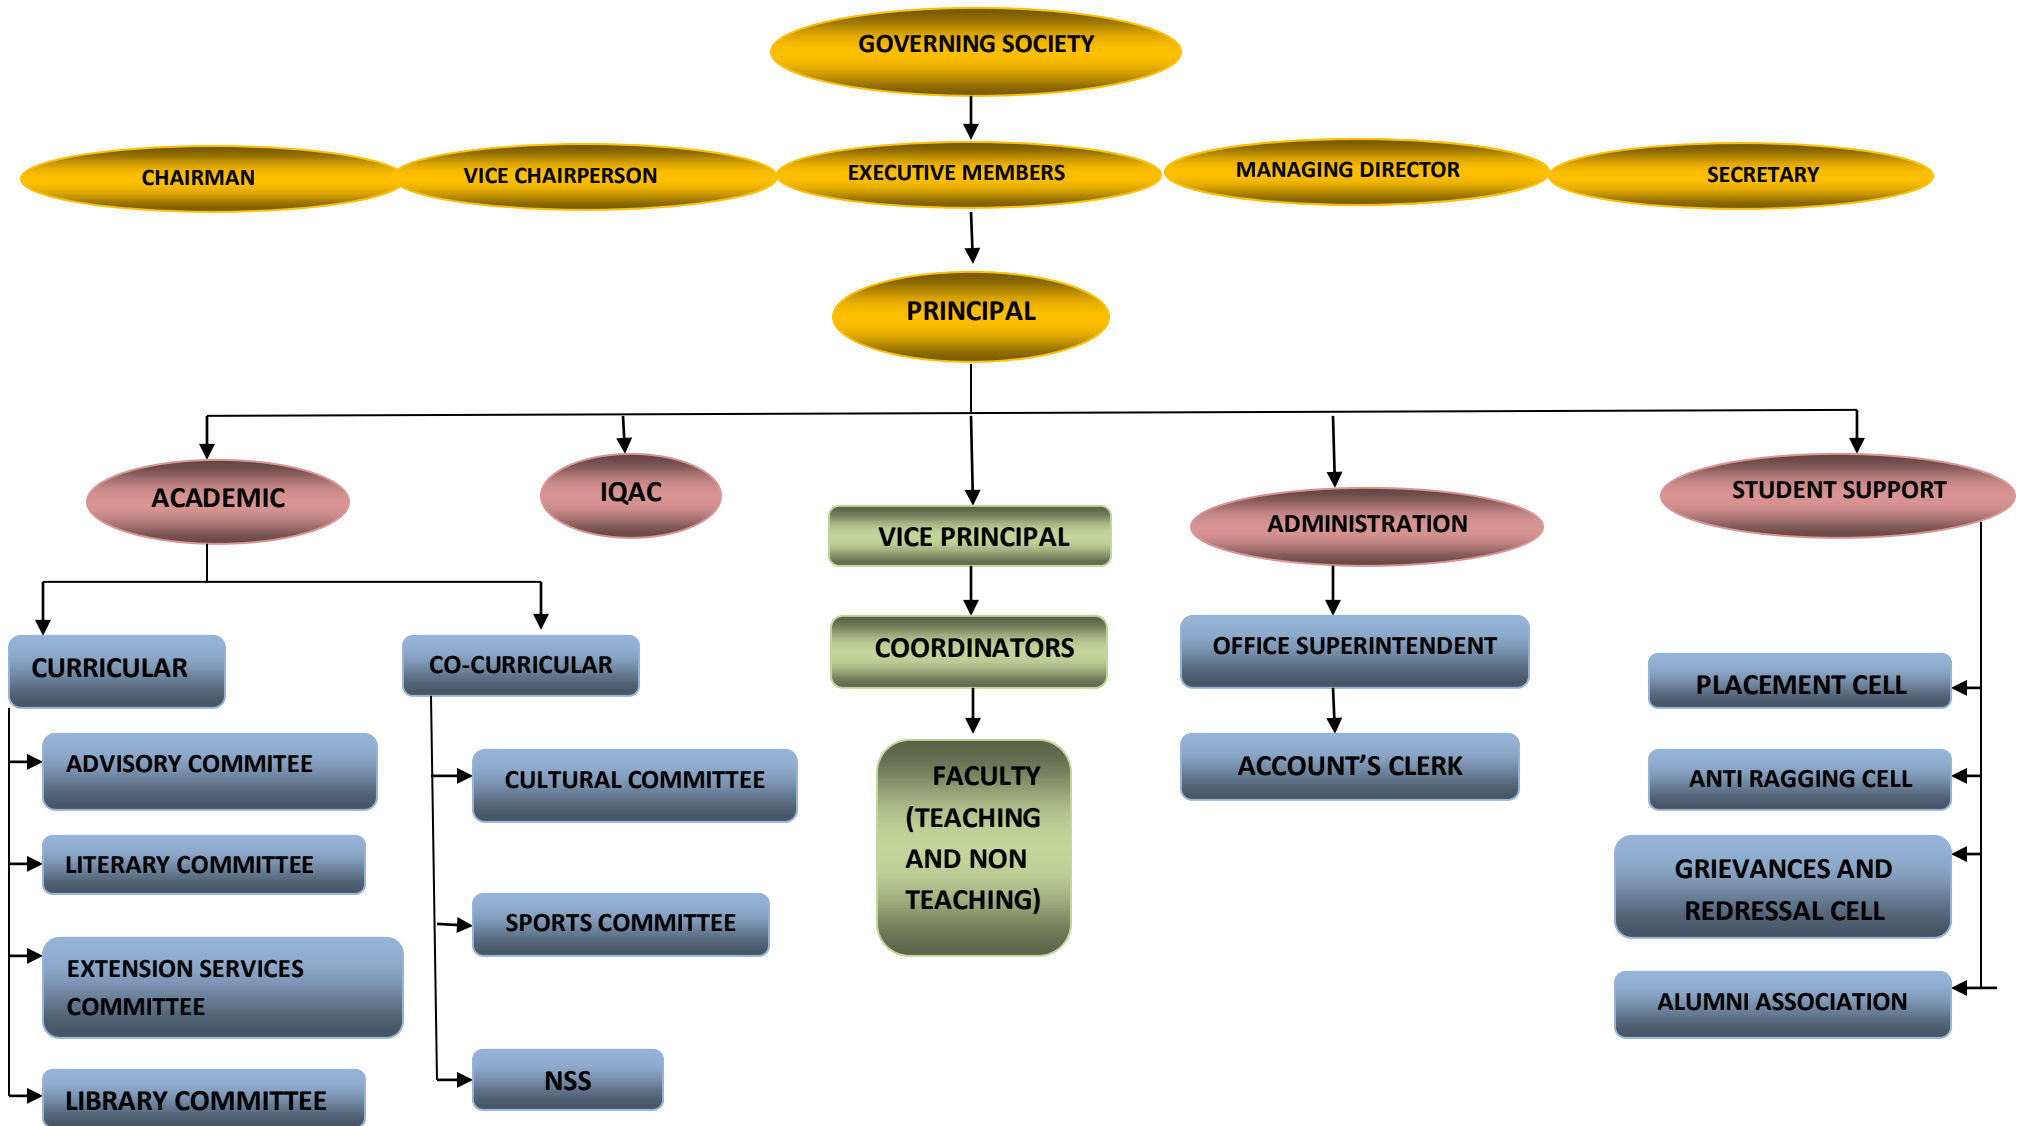 GOVERNING SOCIETY
CHAIRMAN
VICE CHAIRPERSON
EXECUTIVE MEMBERS
MANAGING DIRECTOR
SECRETARY
PRINCIPAL
ACADEMIC
IQAC
VICE PRINCIPAL
ADMINISTRATION
STUDENT SUPPORT
CURRICULAR
CO-CURRICULAR
COORDINATORS
OFFICE SUPERINTENDENT
PLACEMENT CELL
ADVISORY COMMITEE
CULTURAL COMMITTEE
FACULTY
(TEACHING
AND NON
TEACHING)
ACCOUNT’S CLERK
ANTI RAGGING CELL
LITERARY COMMITTEE
SPORTS COMMITTEE
GRIEVANCES AND
REDRESSAL CELL
EXTENSION SERVICES
COMMITTEE
ALUMNI ASSOCIATION
LIBRARY COMMITTEE
NSS